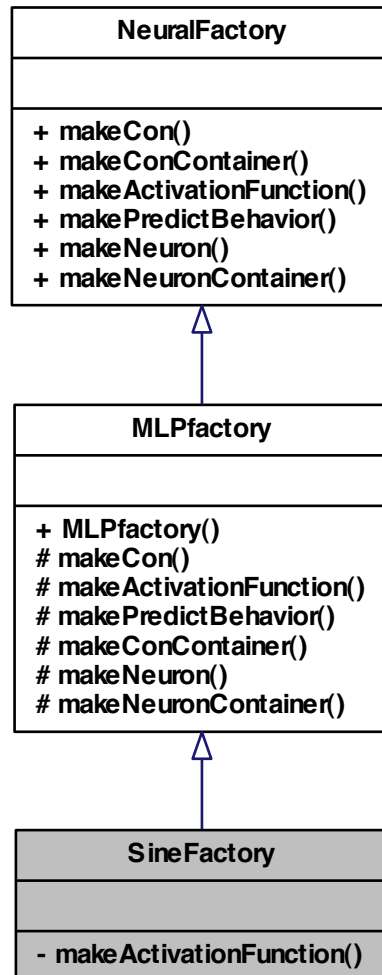 NeuralFactory
+ makeCon()
+ makeConContainer()
+ makeActivationFunction()
+ makePredictBehavior()
+ makeNeuron()
+ makeNeuronContainer()
MLPfactory
+ MLPfactory()
# makeCon()
# makeActivationFunction()
# makePredictBehavior()
# makeConContainer()
# makeNeuron()
# makeNeuronContainer()
SineFactory
- makeActivationFunction()